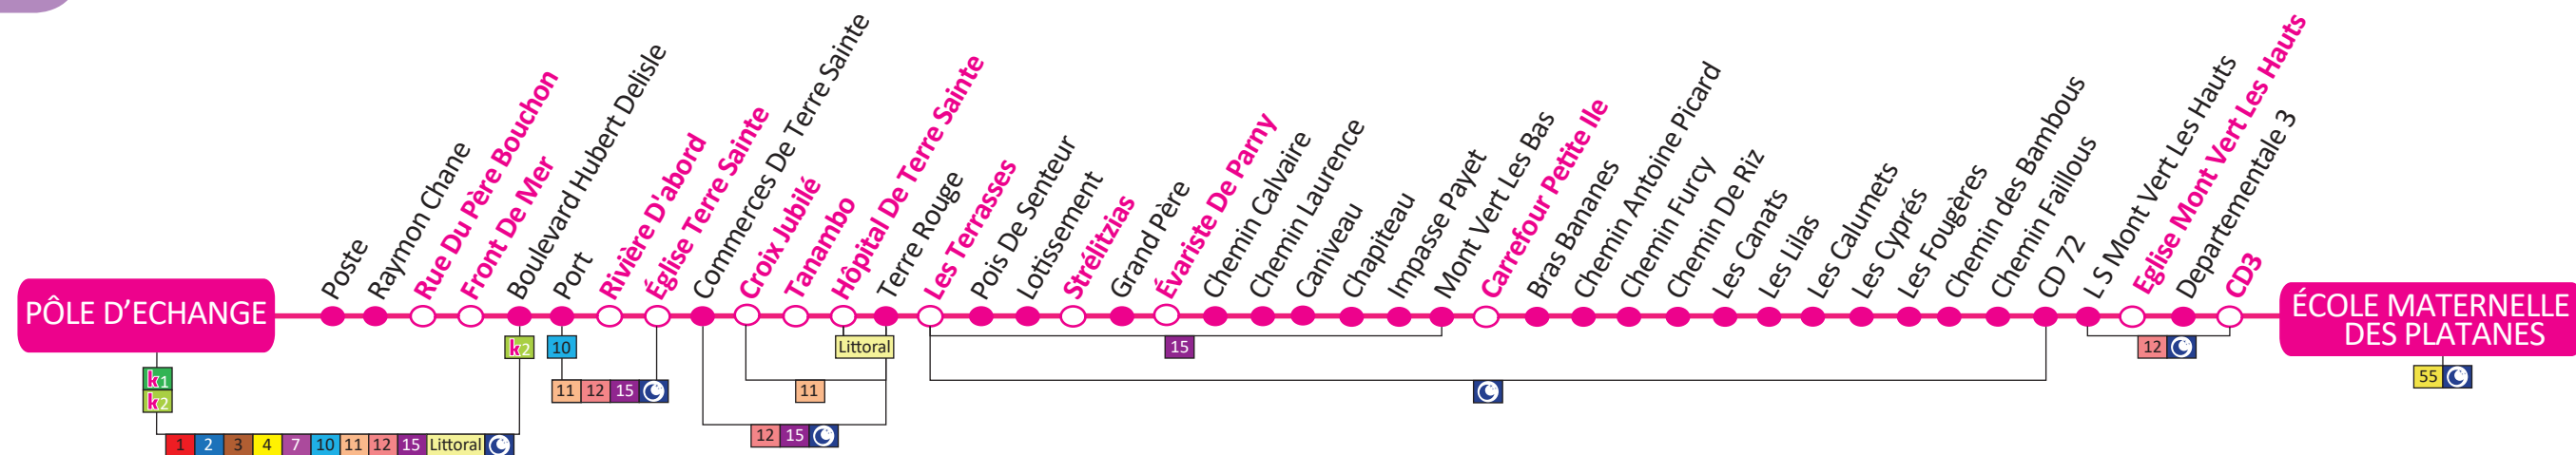 PÔLE D'ECHANGE
Poste
Raymon Chane
Rue Du Père Bouchon
Front De Mer
Boulevard Hubert Delisle
Port
Rivière D'abord
Église Terre Sainte
Commerces De Terre Sainte
Croix Jubilé
Tanambo
Hôpital De Terre Sainte
Terre Rouge
Les Terrasses
Pois De Senteur
Lotissement
Strélitzias
Grand Père
Évariste De Parny
Chemin Calvaire
Chemin Laurence
Caniveau
Chapiteau
Impasse Payet
Mont Vert Les Bas
Carrefour Petite Ile
Bras Bananes
Chemin Antoine Picard
Chemin Furcy
Chemin De Riz
Les Canats
Les Lilas
Les Calumets
Les Cyprés
Les Fougères
Chemin des Bambous
Chemin Faillous
CD 72
L S Mont Vert Les Hauts
Eglise Mont Vert Les Hauts
Departementale 3
CD3
ÉCOLE MATERNELLE
DES PLATANES
k2
10
Littoral
15
12
k1
k2
11 12 15
11
55
12 15
1 2 3 4 7 10 11 12 15 Littoral